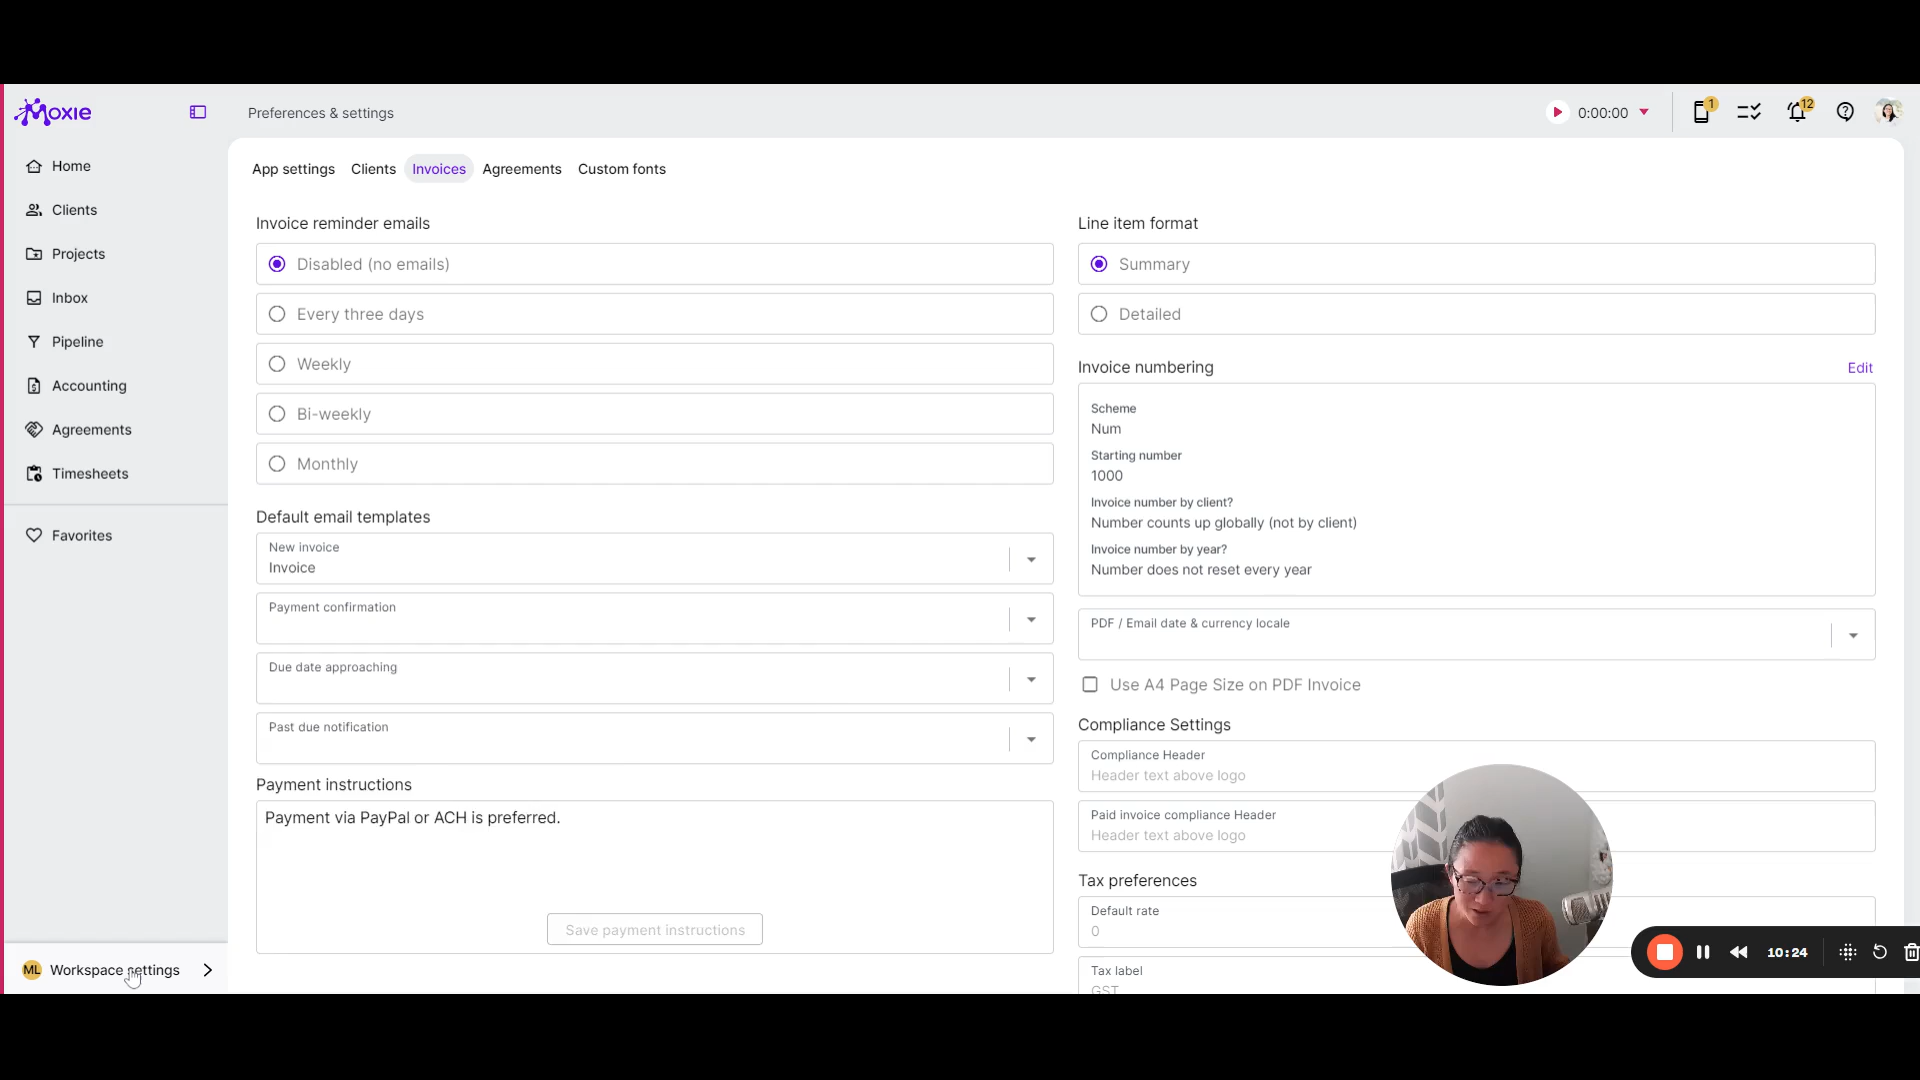 Moxie
Preferences & settings
0:00:00
1
12
Home
Clients
Projects
Inbox
Pipeline
Accounting
Agreements
Timesheets
Favorites
ML Workspace settings
App settings
Clients
Invoices
Agreements
Custom fonts
Invoice reminder emails
Disabled (no emails)
Every three days
Weekly
Bi-weekly
Monthly
Default email templates
New invoice
Invoice
Payment confirmation
Due date approaching
Past due notification
Payment instructions
Payment via PayPal or ACH is preferred.
Save payment instructions
Line item format
Summary
Detailed
Invoice numbering
Edit
Scheme
Num
Starting number
1000
Invoice number by client?
Number counts up globally (not by client)
Invoice number by year?
Number does not reset every year
PDF / Email date & currency locale
Use A4 Page Size on PDF Invoice
Compliance Settings
Compliance Header
Header text above logo
Paid invoice compliance Header
Header text above logo
Tax preferences
Default rate
0
Tax label
GST
10:24